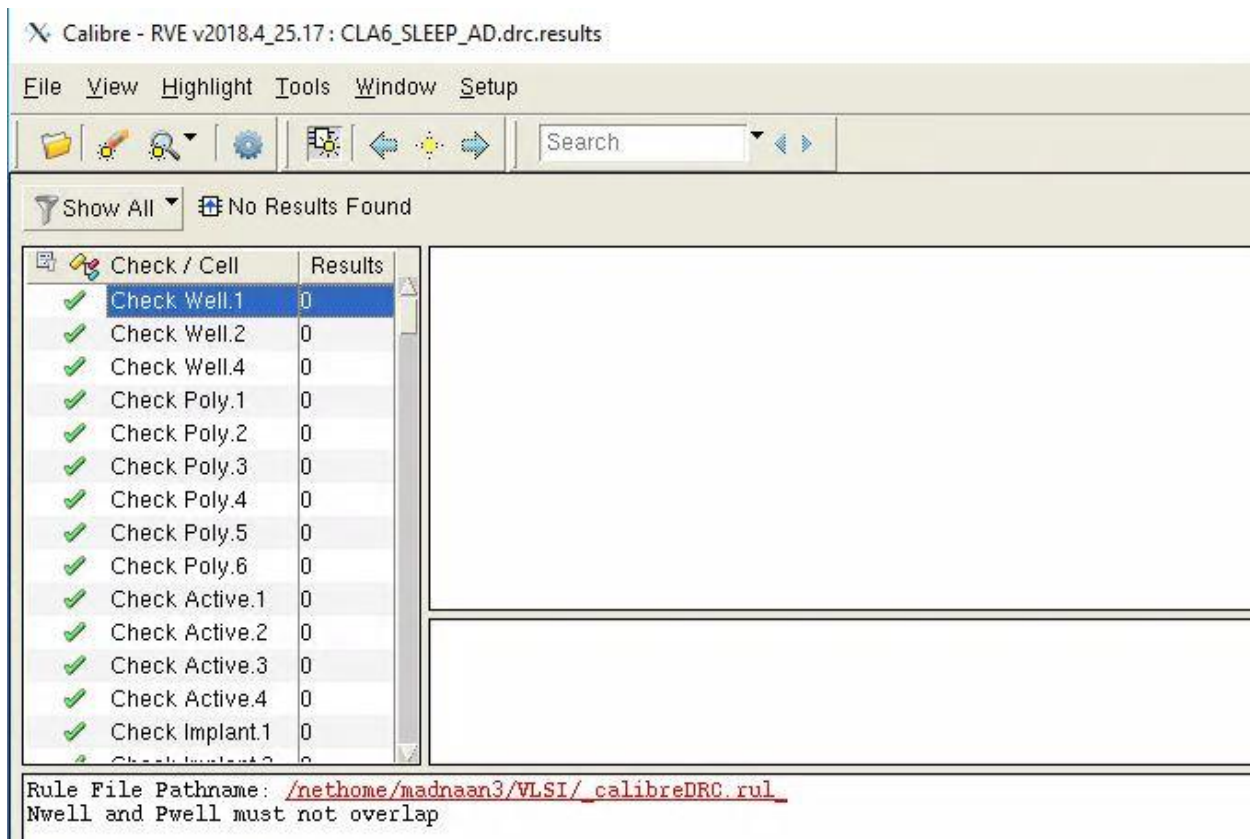 Calibre - RVE v2018.4_25.17 : CLA6_SLEEP_AD.drc.results
File View Highlight Tools Window Setup
Search
Show All No Results Found
Check / Cell Results
Check Well.1 0
Check Well.2 0
Check Well.4 0
Check Poly.1 0
Check Poly.2 0
Check Poly.3 0
Check Poly.4 0
Check Poly.5 0
Check Poly.6 0
Check Active.1 0
Check Active.2 0
Check Active.3 0
Check Active.4 0
Check Implant.1 0
Rule File Pathname: /nethome/madnaan3/VLSI/_calibreDRC.rul_
Nwell and Pwell must not overlap